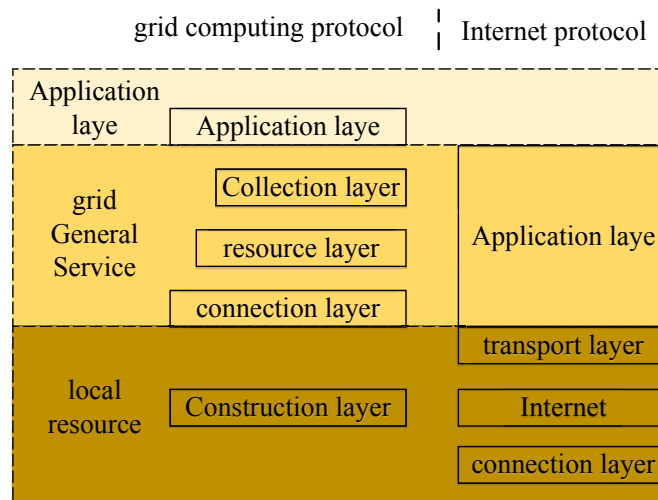 grid computing protocol
Internet protocol
Application
laye
Application laye
grid
General
Service
Collection layer
resource layer
connection layer
Application laye
local
resource
Construction layer
transport layer
Internet
connection layer